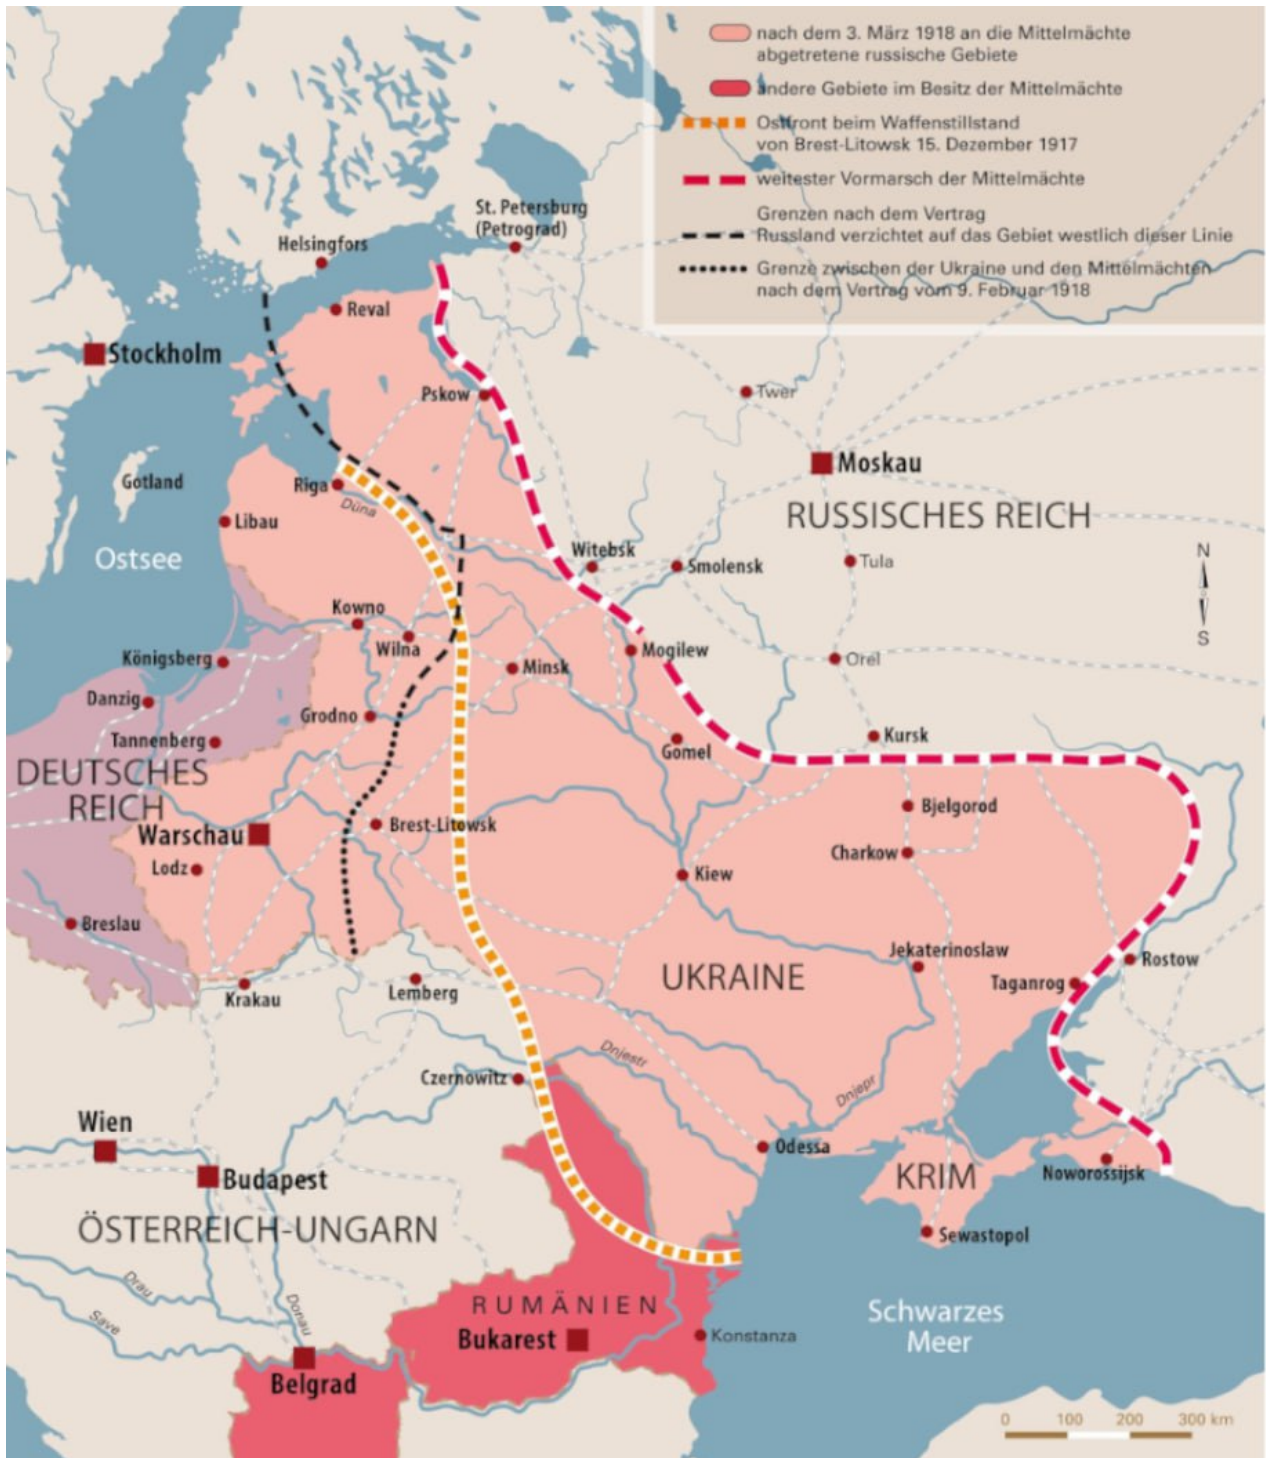 nach dem 3. März 1918 an die Mittelmächte
abgetretene russische Gebiete
andere Gebiete im Besitz der Mittelmächte
Ostfront beim Waffenstillstand
von Brest-Litowsk 15. Dezember 1917
weitester Vormarsch der Mittelmächte
Grenzen nach dem Vertrag
Russland verzichtet auf das Gebiet westlich dieser Linie
Grenze zwischen der Ukraine und den Mittelmächten
nach dem Vertrag vom 9. Februar 1918
St. Petersburg
(Petrograd)
Helsingfors
Reval
Stockholm
Pskow
Twer
Moskau
Gotland
Riga
Düna
RUSSISCHES REICH
Libau
Ostsee
Witebsk
Smolensk
Tula
N
S
Kowno
Wilna
Königsberg
Minsk
Mogilew
Orel
Danzig
Grodno
Tannenberg
Gomel
Kursk
DEUTSCHES
REICH
Warschau
Brest-Litowsk
Bjelgorod
Lodz
Charkow
Kiew
Breslau
Jekaterinoslaw
Rostow
UKRAINE
Taganrog
Krakau
Lemberg
Dnjestr
Czernowitz
Dnjepr
Wien
Odessa
Budapest
KRIM
Noworossijsk
ÖSTERREICH-UNGARN
Sewastopol
Drau
Save
Donau
RUMÄNIEN
Bukarest
Konstanza
Schwarzes
Meer
Belgrad
0 100 200 300 km